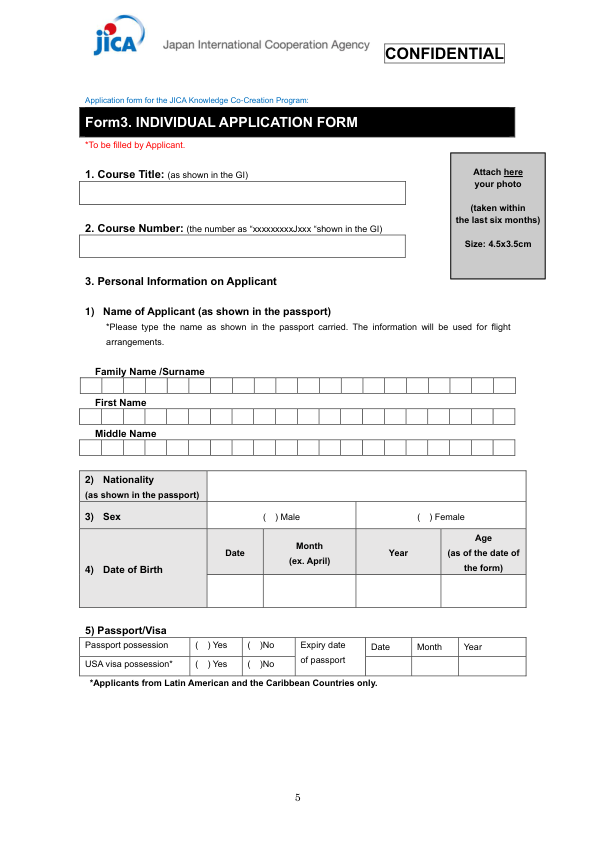 JICA
Japan International Cooperation Agency
CONFIDENTIAL
Application form for the JICA Knowledge Co-Creation Program:
Form3. INDIVIDUAL APPLICATION FORM
*To be filled by Applicant.
Attach here
your photo
(taken within
the last six months)
Size: 4.5x3.5cm
1. Course Title: (as shown in the GI)
2. Course Number: (the number as “xxxxxxxxxJxxx “shown in the GI)
3. Personal Information on Applicant
1) Name of Applicant (as shown in the passport)
*Please type the name as shown in the passport carried. The information will be used for flight
arrangements.
Family Name /Surname
First Name
Middle Name
2) Nationality
(as shown in the passport)
3) Sex ( ) Male ( ) Female
4) Date of Birth
Date
Month
(ex. April)
Year
Age
(as of the date of
the form)
5) Passport/Visa
Passport possession ( ) Yes ( )No
USA visa possession* ( ) Yes ( )No
Expiry date
of passport
Date Month Year
*Applicants from Latin American and the Caribbean Countries only.
5